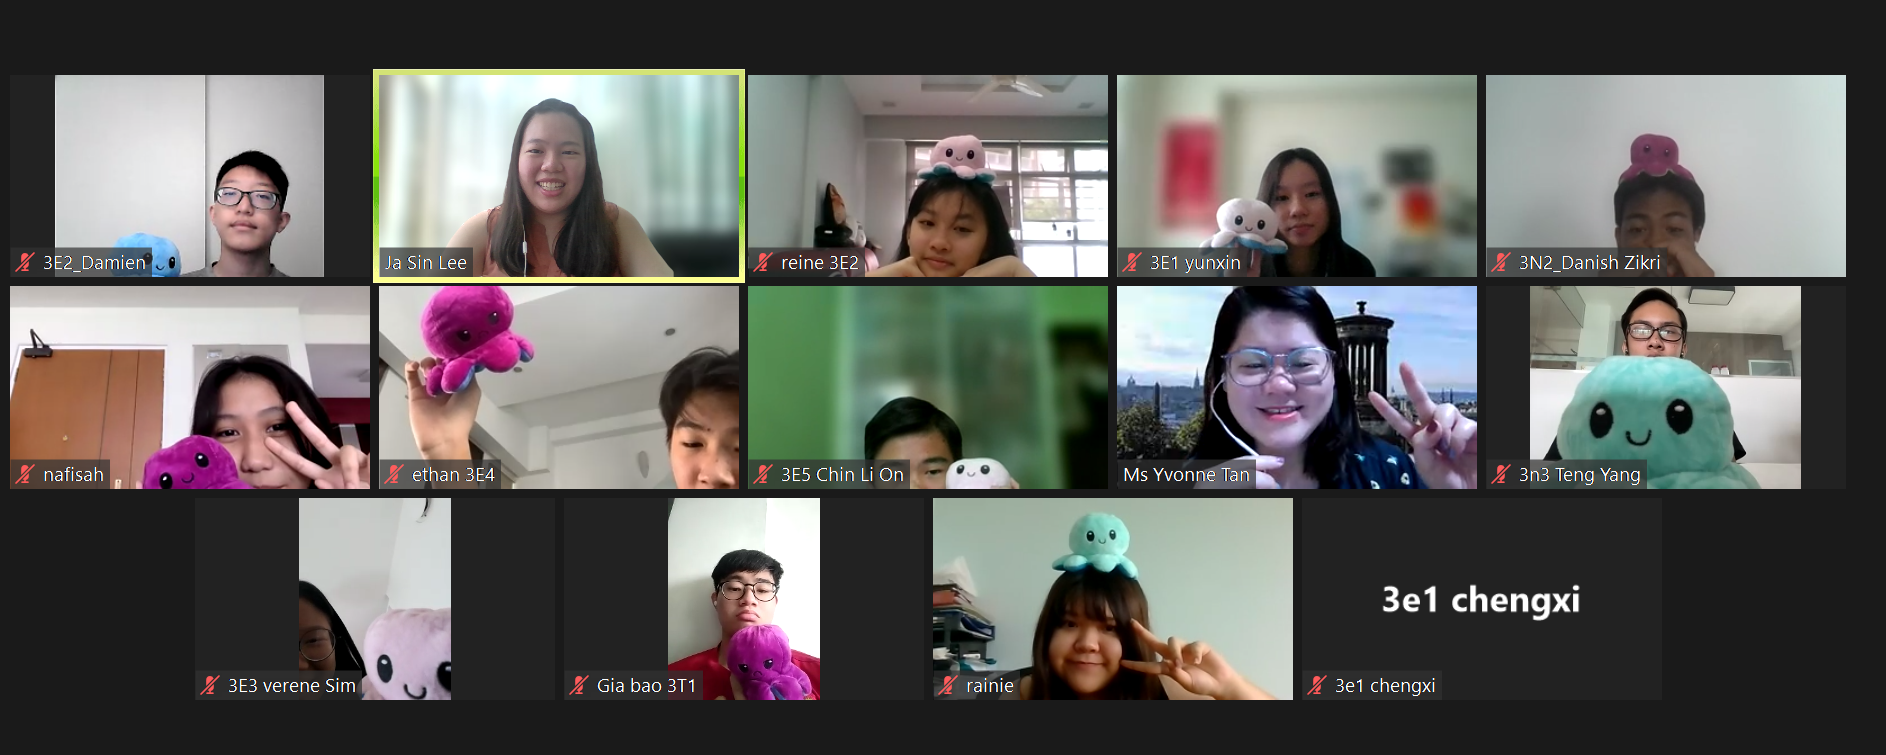 3E2_Damien
Ja Sin Lee
reine 3E2
3E1 yunxin
3N2_Danish Zikri
nafisah
ethan 3E4
3E5 Chin Li On
Ms Yvonne Tan
3n3 Teng Yang
3e1 chengxi
3E3 verene Sim
Gia bao 3T1
rainie
3e1 chengxi